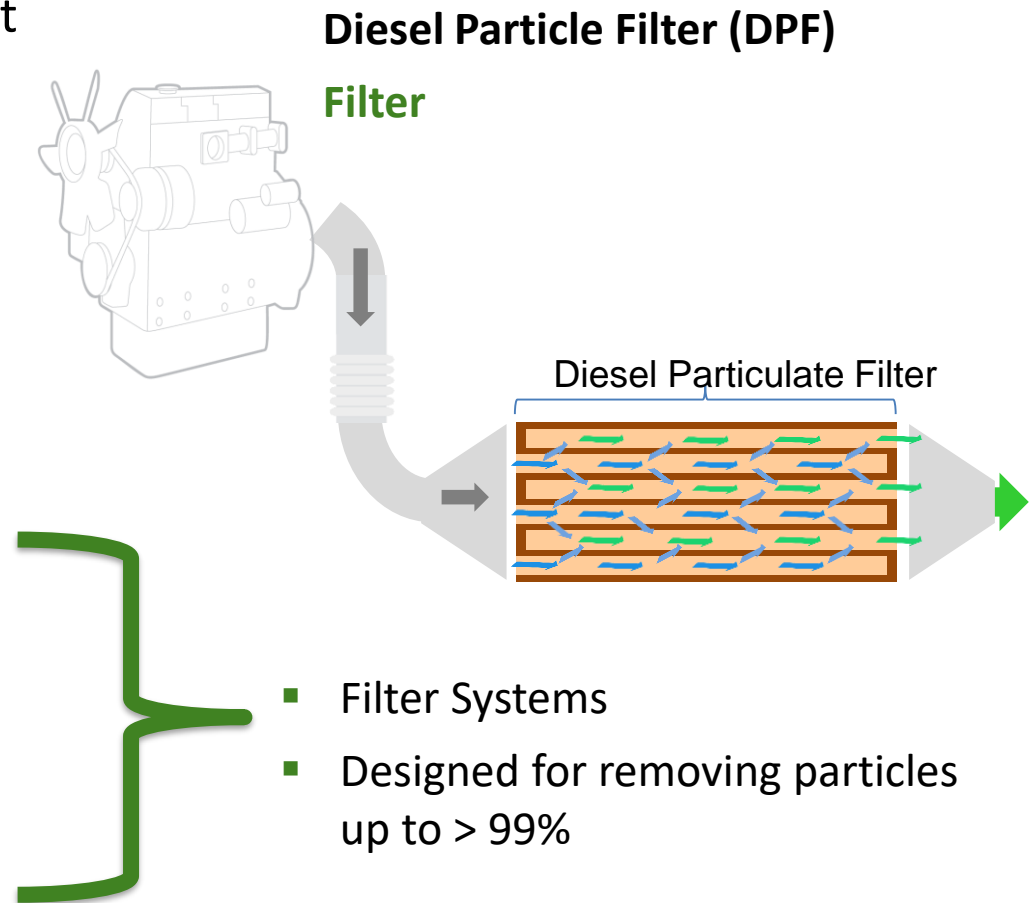 t
Diesel Particle Filter (DPF)
Filter
Diesel Particulate Filter
▪ Filter Systems
▪ Designed for removing particles
up to > 99%